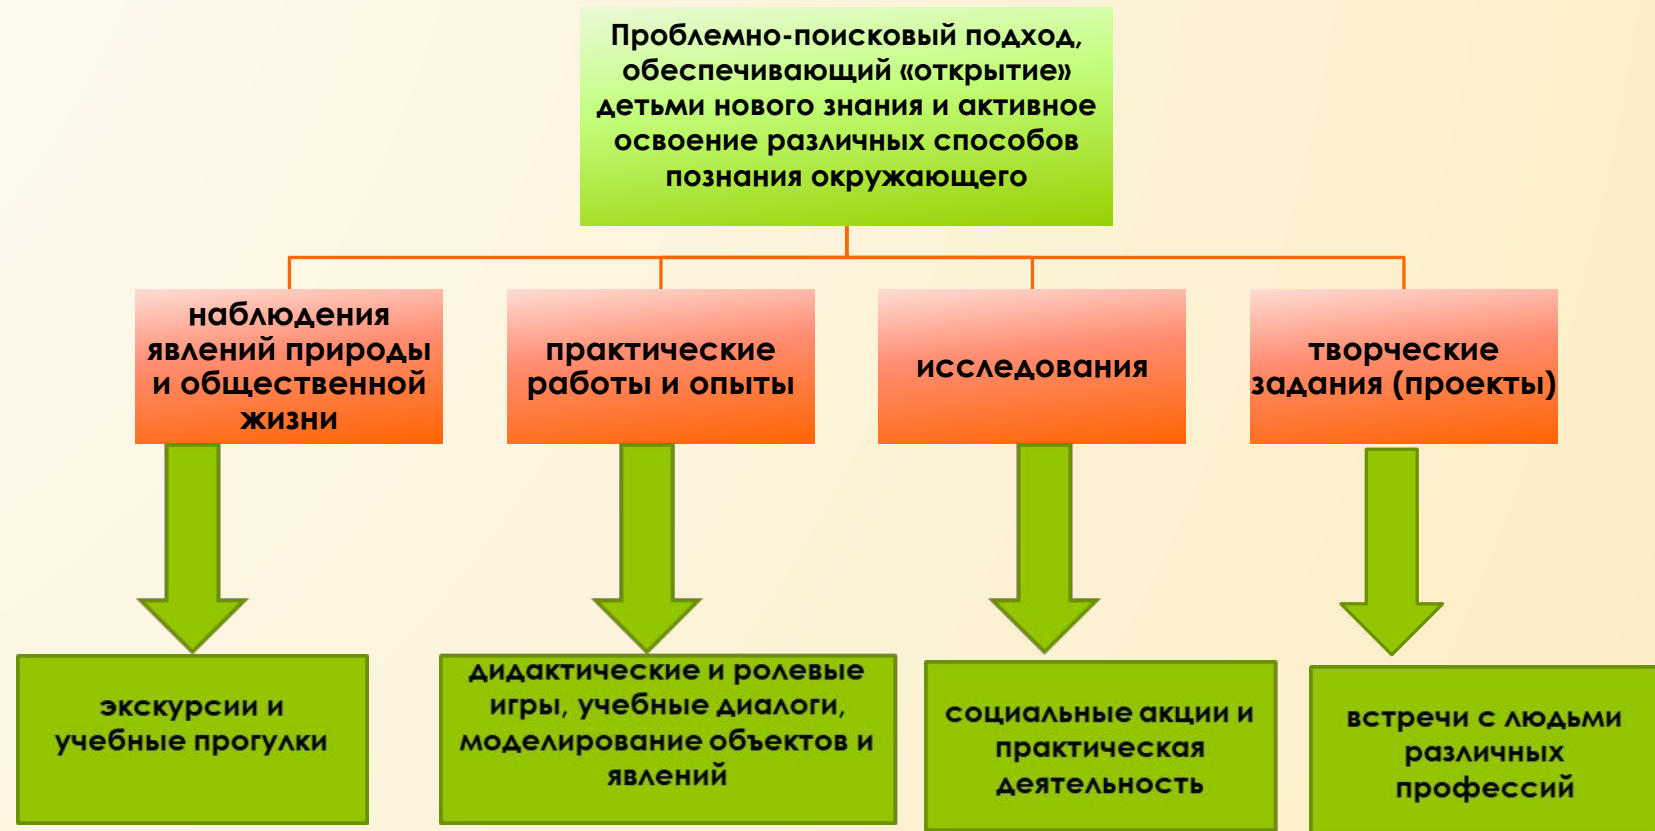 Проблемно-поисковый подход,
обеспечивающий «открытие»
детьми нового знания и активное
освоение различных способов
познания окружающего
наблюдения
явлений природы
и общественной
жизни
практические
работы и опыты
исследования
творческие
задания (проекты)
экскурсии и
учебные прогулки
дидактические и ролевые
игры, учебные диалоги,
моделирование объектов и
явлений
социальные акции и
практическая
деятельность
встречи с людьми
различных
профессий